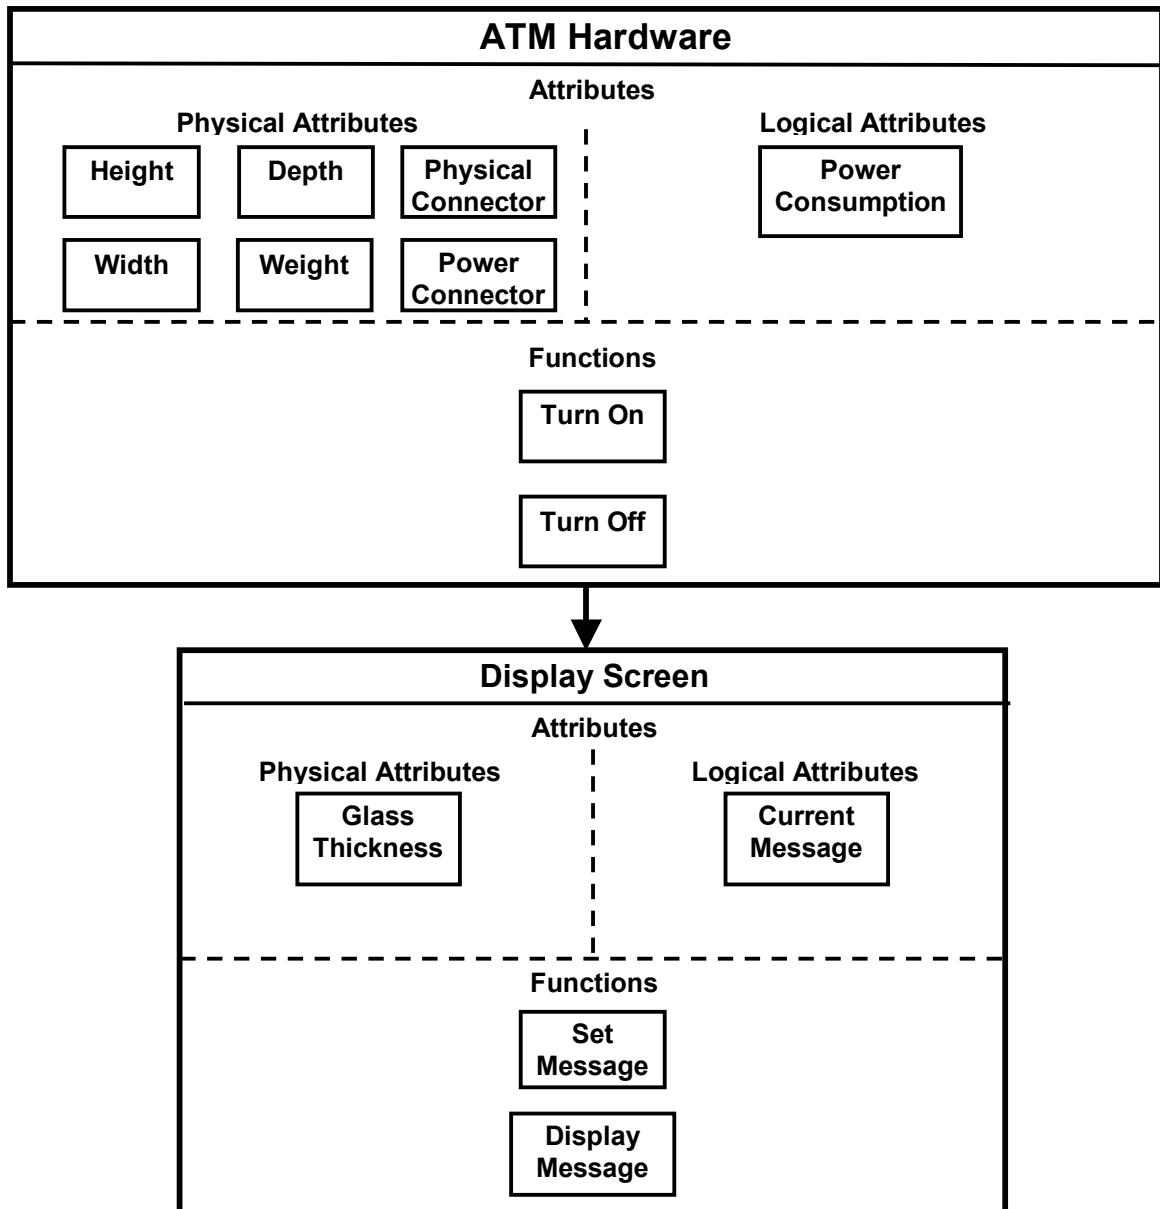 ATM Hardware
Attributes
Physical Attributes
Logical Attributes
Height
Depth
Physical
Connector
Power
Consumption
Width
Weight
Power
Connector
Functions
Turn On
Turn Off
Display Screen
Attributes
Physical Attributes
Logical Attributes
Glass
Thickness
Current
Message
Functions
Set
Message
Display
Message